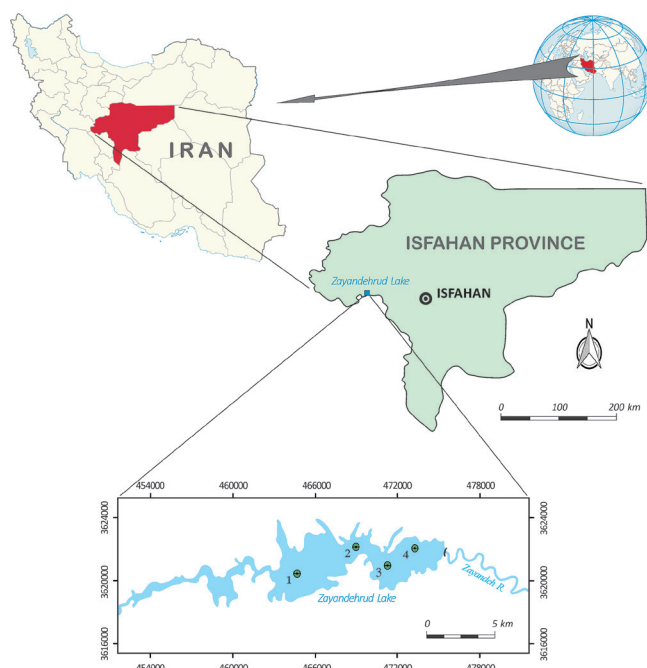 IRAN
ISFAHAN PROVINCE
Zayandehrud Lake
ISFAHAN
N
0 100 200 km
454000 460000 466000 472000 478000
3624000
3620000
3616000
3624000
3620000
3616000
1
2
3
4
Zayandeh R.
Zayandehrud Lake
0 5 km
454000 460000 466000 472000 478000